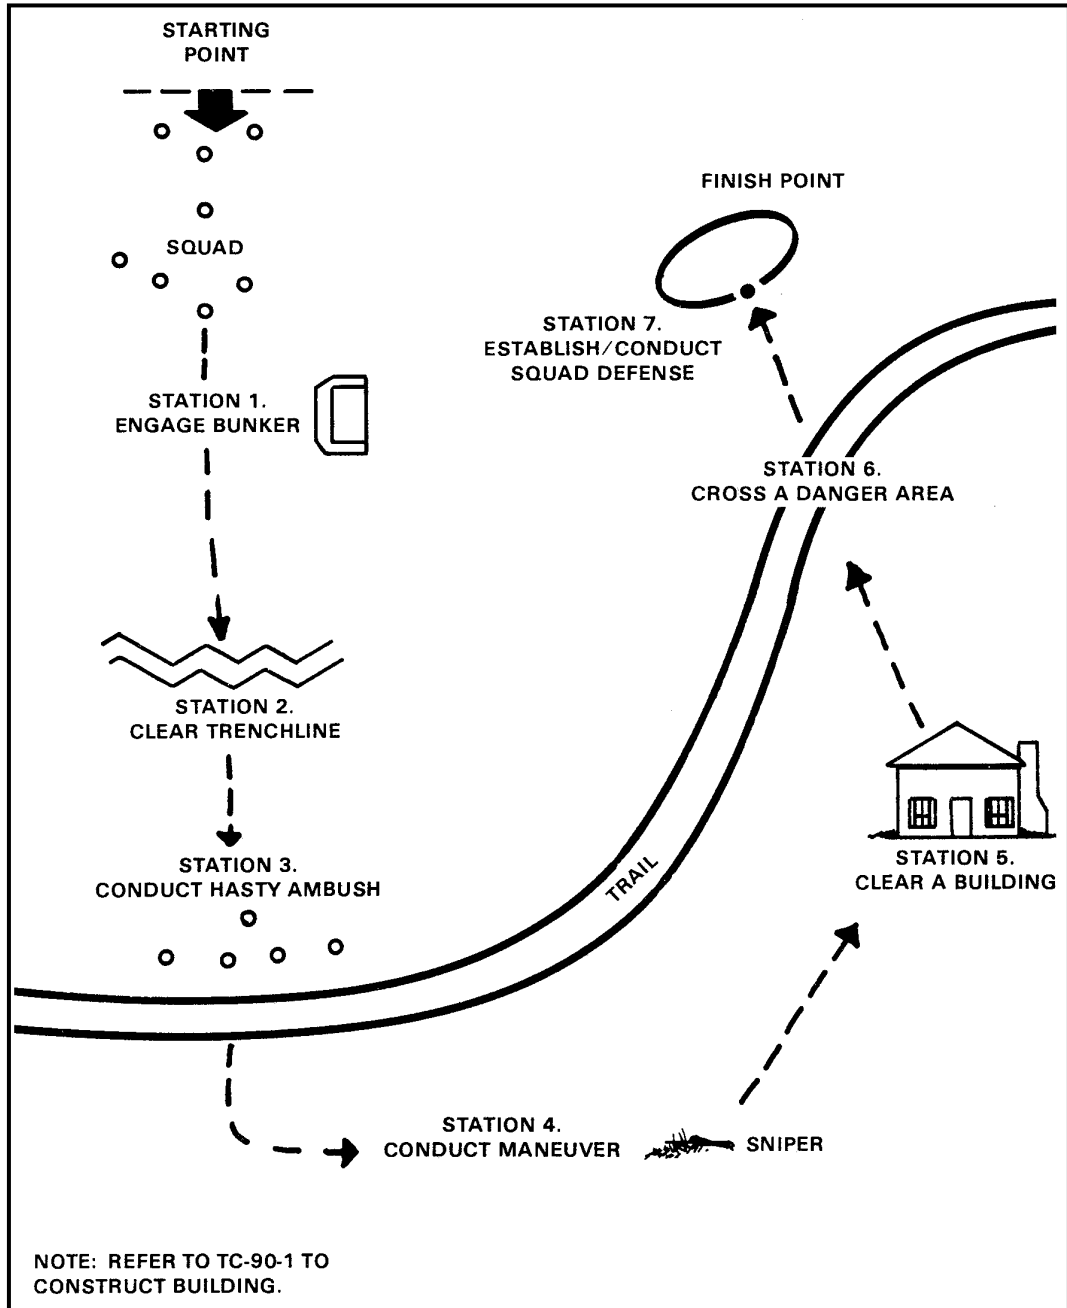 STARTING
POINT
SQUAD
STATION 1.
ENGAGE BUNKER
STATION 2.
CLEAR TRENCHLINE
STATION 3.
CONDUCT HASTY AMBUSH
TRAIL
STATION 4.
CONDUCT MANEUVER
SNIPER
STATION 5.
CLEAR A BUILDING
STATION 6.
CROSS A DANGER AREA
STATION 7.
ESTABLISH/CONDUCT
SQUAD DEFENSE
FINISH POINT
NOTE: REFER TO TC-90-1 TO
CONSTRUCT BUILDING.